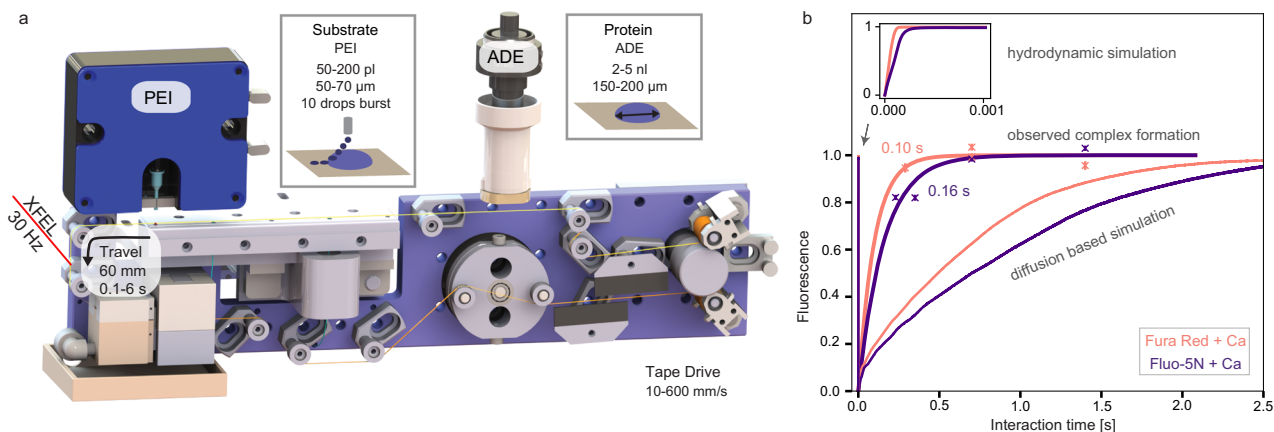 a
PEI
Substrate
PEI
50-200 pl
50-70 µm
10 drops burst
ADE
Protein
ADE
2-5 nl
150-200 µm
XFEL
30 Hz
Travel
60 mm
0.1-6 s
Tape Drive
10-600 mm/s
b
1
0
0.000
0.001
hydrodynamic simulation
observed complex formation
0.10 s
0.16 s
diffusion based simulation
Fluorescence
1.0
0.8
0.6
0.4
0.2
0.0
Fura Red + Ca
Fluo-5N + Ca
0.0
0.5
1.0
1.5
2.0
2.5
Interaction time [s]